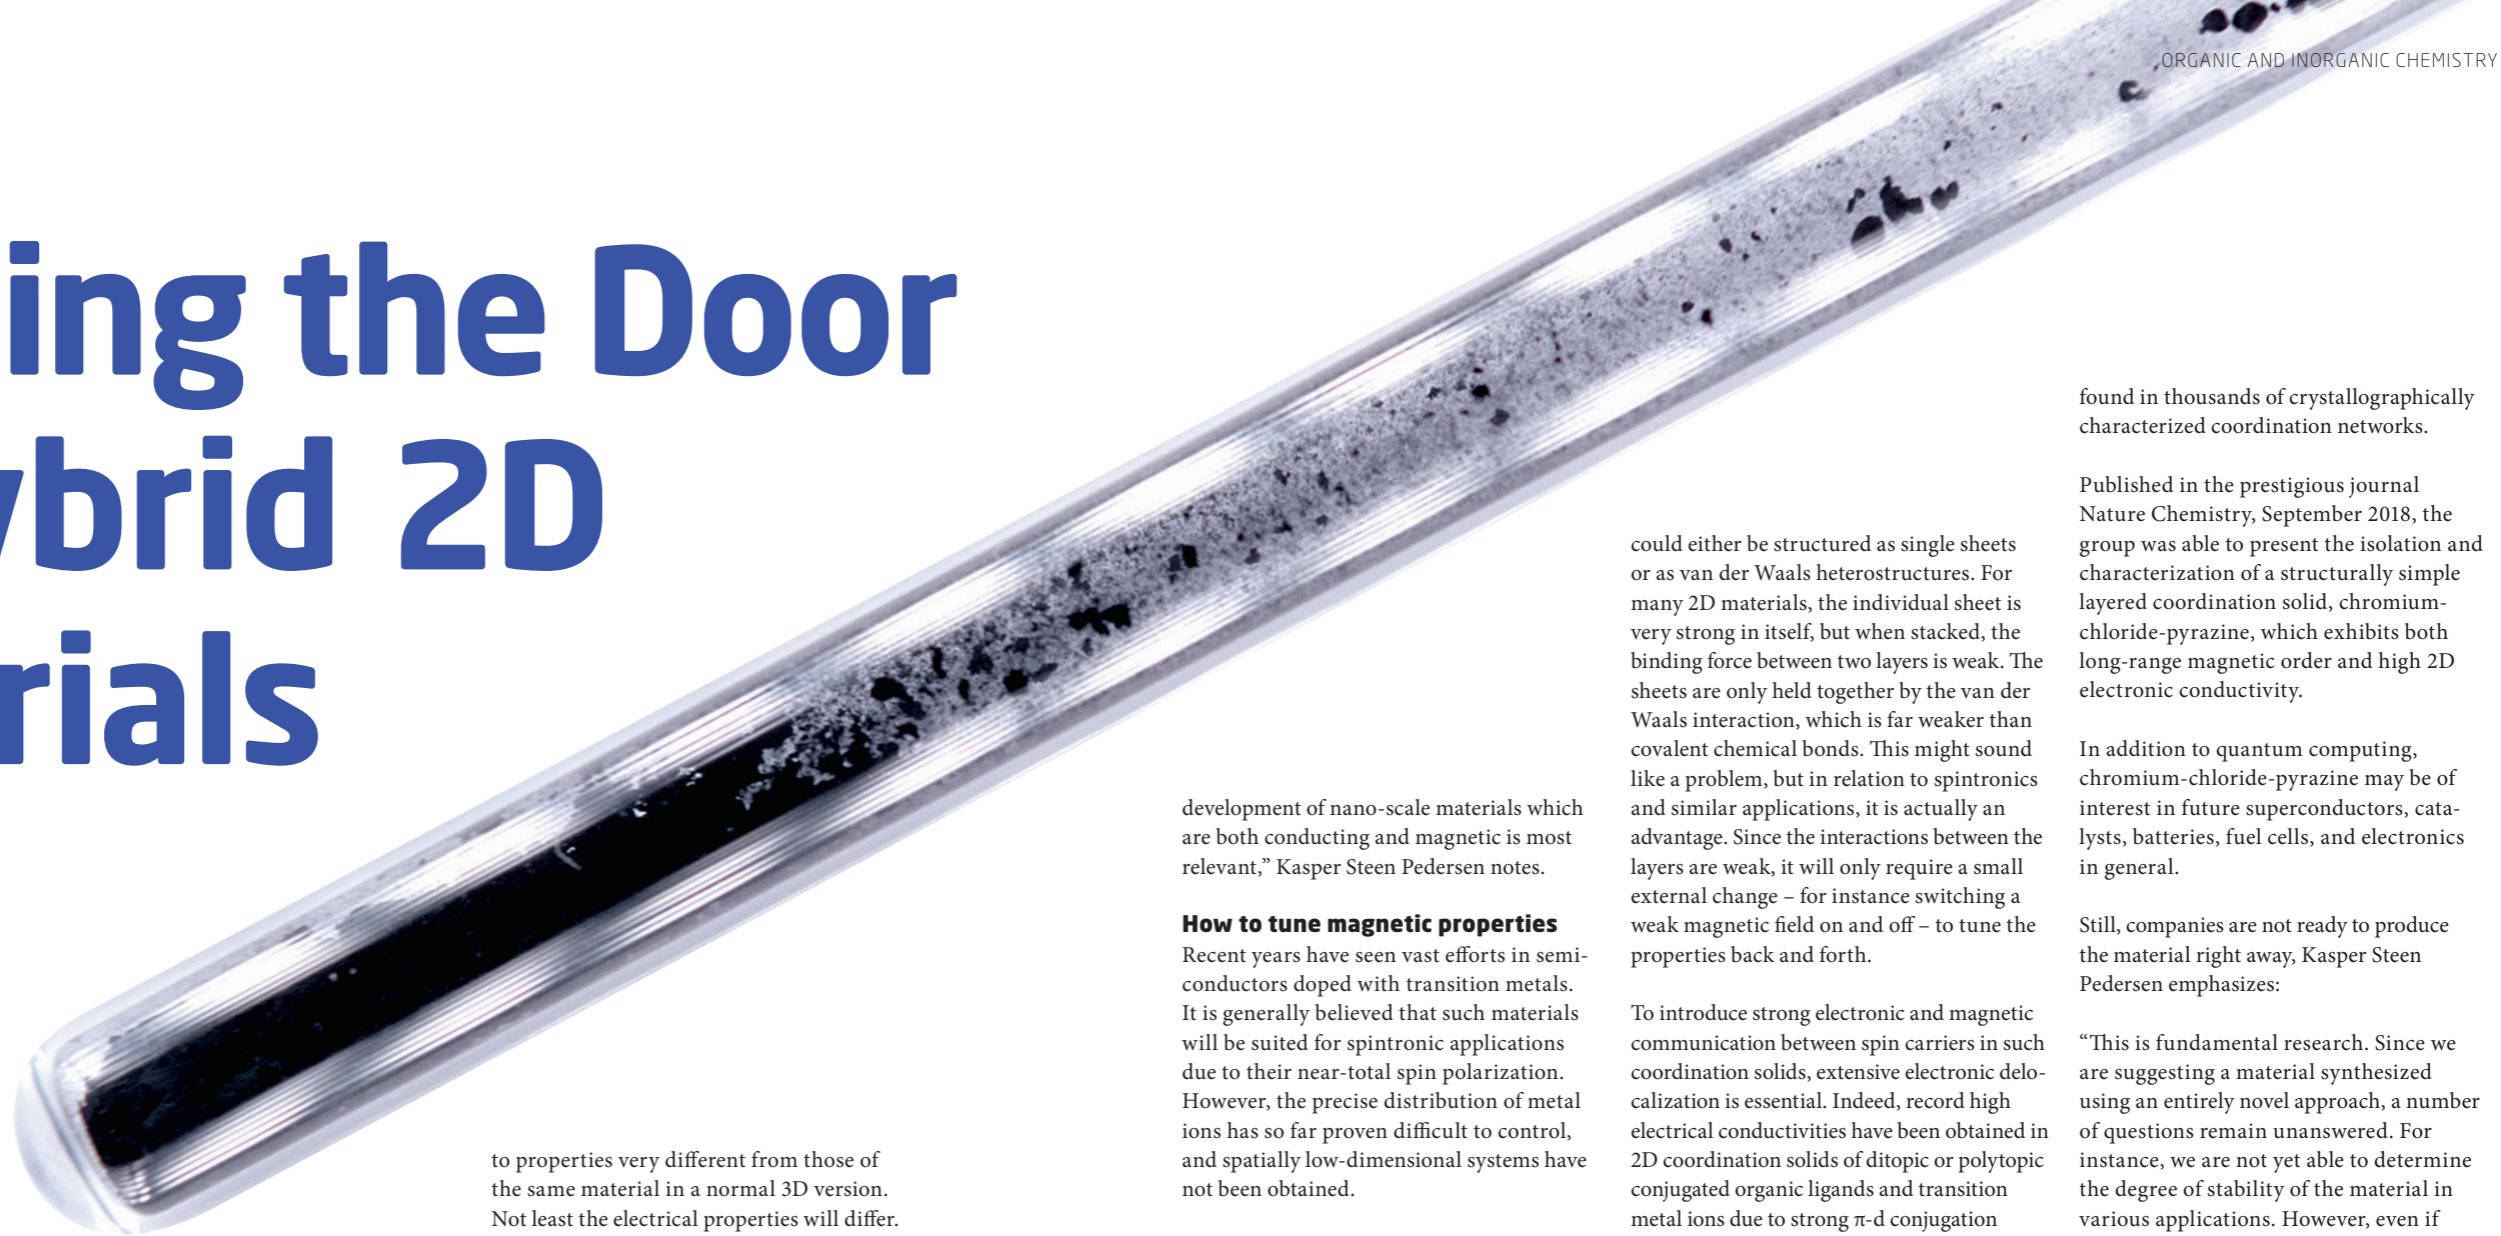 ORGANIC AND INORGANIC CHEMISTRY
ing the Door
ybrid 2D
rials
to properties very different from those of
the same material in a normal 3D version.
Not least the electrical properties will differ.
development of nano-scale materials which
are both conducting and magnetic is most
relevant,” Kasper Steen Pedersen notes.
How to tune magnetic properties
Recent years have seen vast efforts in semi-
conductors doped with transition metals.
It is generally believed that such materials
will be suited for spintronic applications
due to their near-total spin polarization.
However, the precise distribution of metal
ions has so far proven difficult to control,
and spatially low-dimensional systems have
not been obtained.
could either be structured as single sheets
or as van der Waals heterostructures. For
many 2D materials, the individual sheet is
very strong in itself, but when stacked, the
binding force between two layers is weak. The
sheets are only held together by the van der
Waals interaction, which is far weaker than
covalent chemical bonds. This might sound
like a problem, but in relation to spintronics
and similar applications, it is actually an
advantage. Since the interactions between the
layers are weak, it will only require a small
external change – for instance switching a
weak magnetic field on and off – to tune the
properties back and forth.
To introduce strong electronic and magnetic
communication between spin carriers in such
coordination solids, extensive electronic delo-
calization is essential. Indeed, record high
electrical conductivities have been obtained in
2D coordination solids of ditopic or polytopic
conjugated organic ligands and transition
metal ions due to strong π-d conjugation
found in thousands of crystallographically
characterized coordination networks.
Published in the prestigious journal
Nature Chemistry, September 2018, the
group was able to present the isolation and
characterization of a structurally simple
layered coordination solid, chromium-
chloride-pyrazine, which exhibits both
long-range magnetic order and high 2D
electronic conductivity.
In addition to quantum computing,
chromium-chloride-pyrazine may be of
interest in future superconductors, cata-
lysts, batteries, fuel cells, and electronics
in general.
Still, companies are not ready to produce
the material right away, Kasper Steen
Pedersen emphasizes:
“This is fundamental research. Since we
are suggesting a material synthesized
using an entirely novel approach, a number
of questions remain unanswered. For
instance, we are not yet able to determine
the degree of stability of the material in
various applications. However, even if